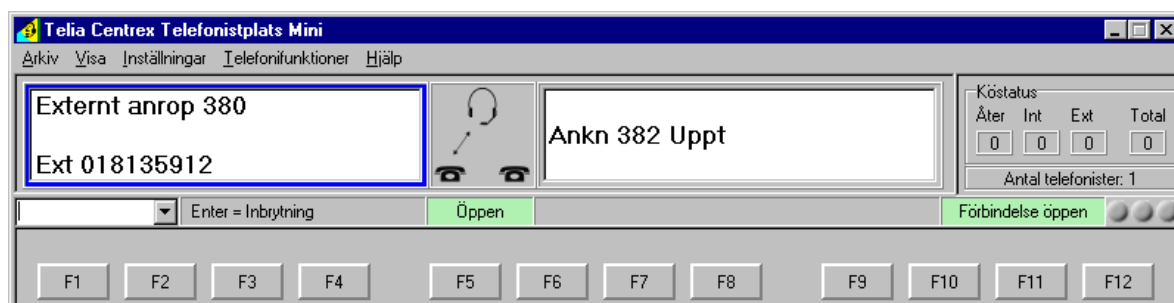 Telia Centrex Telefonistplats Mini
Arkiv Visa Inställningar Telefonifunktioner Hjälp
Externt anrop 380
Ext 018135912
Ankn 382 Uppt
Köstatus
Åter Int Ext Total
0 0 0 0
Antal telefonister: 1
Enter = Inbrytning Öppen Förbindelse öppen
F1 F2 F3 F4 F5 F6 F7 F8 F9 F10 F11 F12